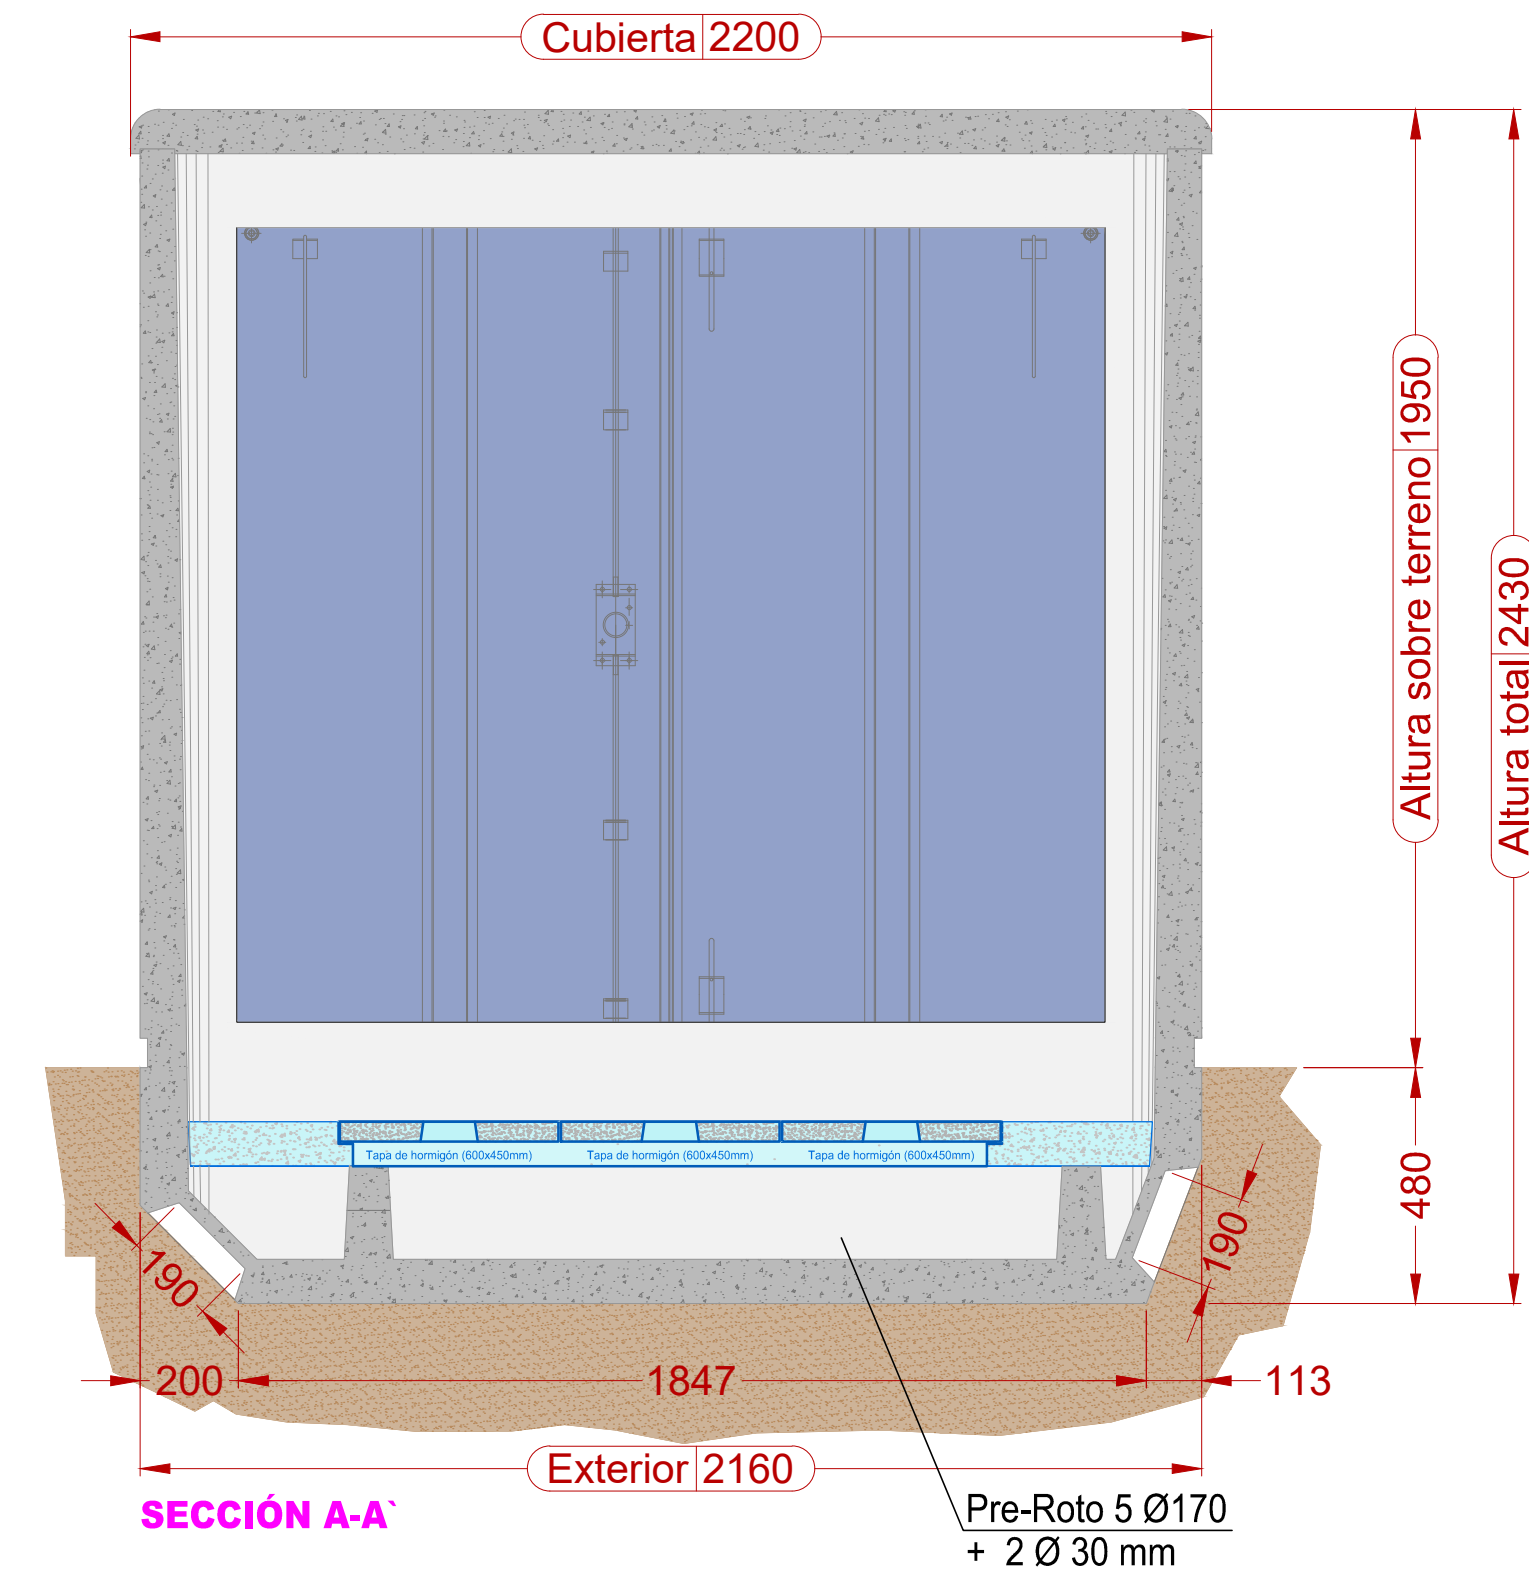 Cubierta 2200
Altura sobre terreno 1950
Altura total 2430
Tapa de hormigón (600x450mm)
Tapa de hormigón (600x450mm)
Tapa de hormigón (600x450mm)
480
190
190
200
1847
113
Exterior 2160
SECCIÓN A-A`
Pre-Roto 5 Ø170
+ 2 Ø 30 mm